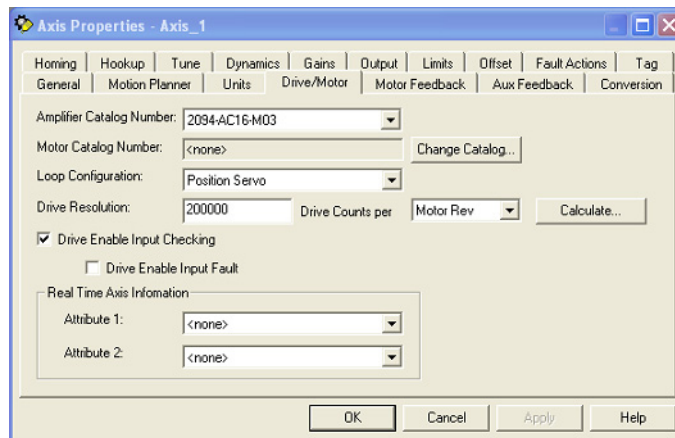 Axis Properties - Axis_1
Homing Hookup Tune Dynamics Gains Output Limits Offset Fault Actions Tag
General Motion Planner Units Drive/Motor Motor Feedback Aux Feedback Conversion
Amplifier Catalog Number: 2094-AC16-M03
Motor Catalog Number: <none> Change Catalog...
Loop Configuration: Position Servo
Drive Resolution: 200000 Drive Counts per Motor Rev Calculate...
Drive Enable Input Checking
Drive Enable Input Fault
Real Time Axis Infomation
Attribute 1: <none>
Attribute 2: <none>
OK Cancel Apply Help